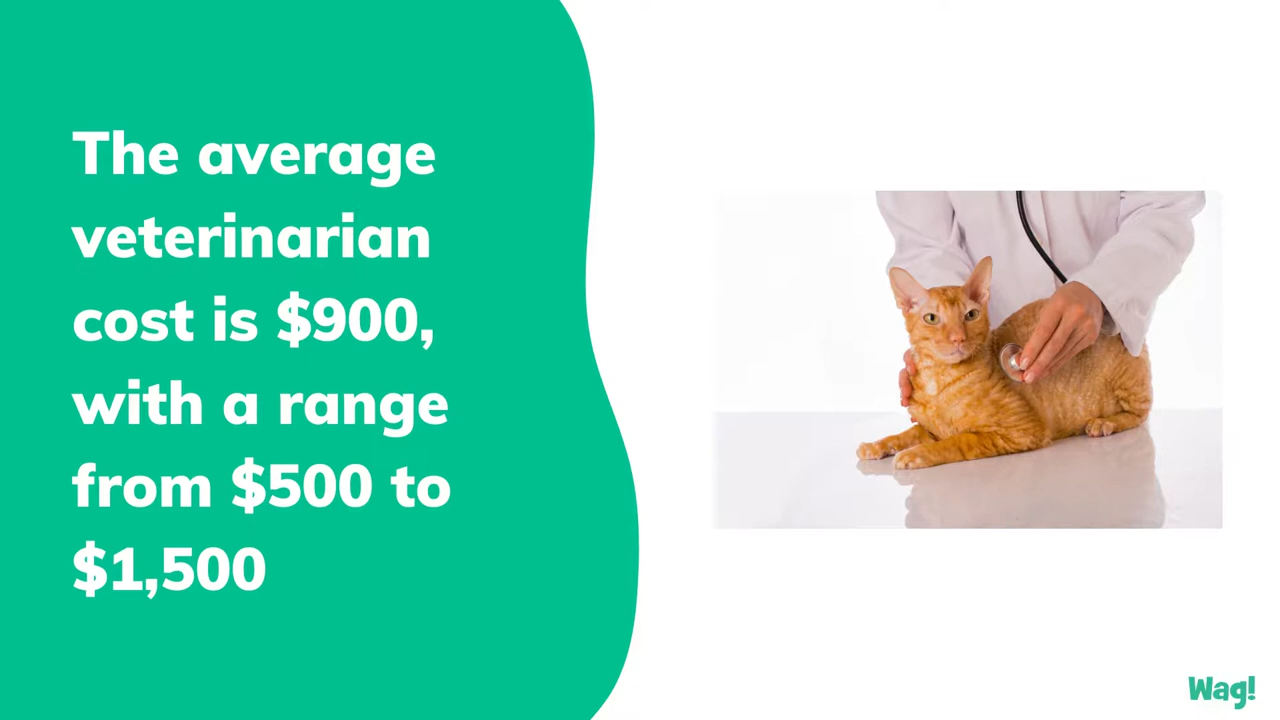 The average
veterinarian
cost is $900,
with a range
from $500 to
$1,500
Wag!